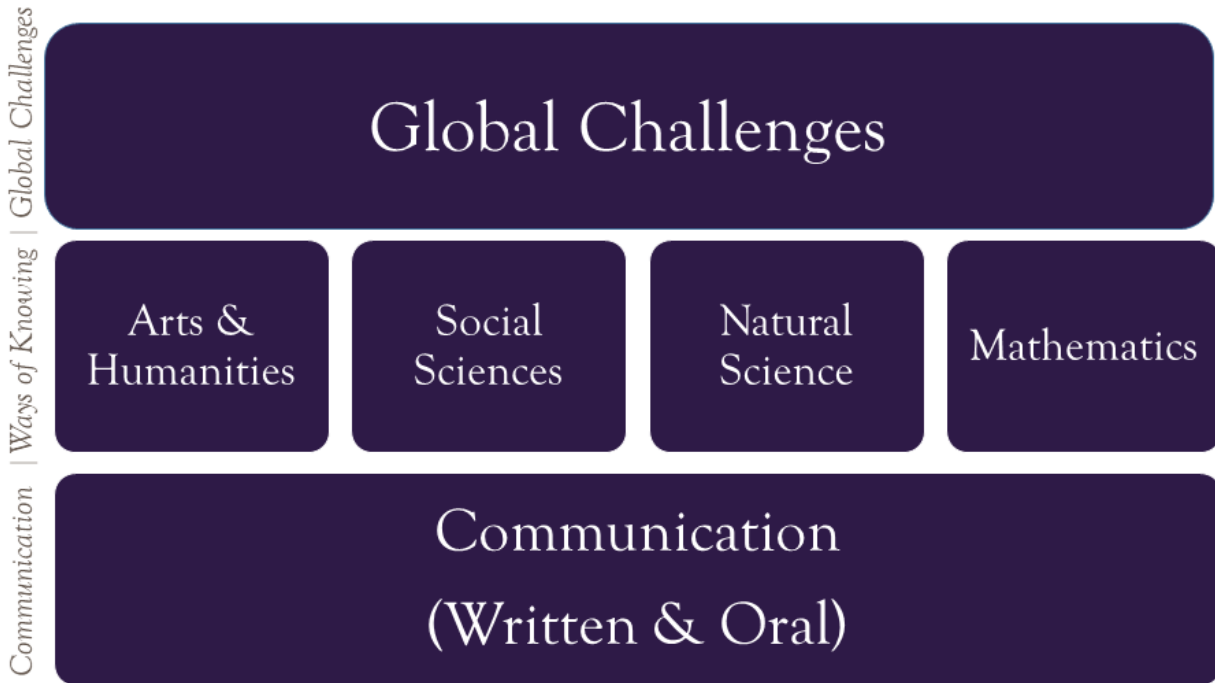 Global Challenges
Global Challenges
Ways of Knowing
Arts &
Humanities
Social
Sciences
Natural
Science
Mathematics
Communication
Communication
(Written & Oral)